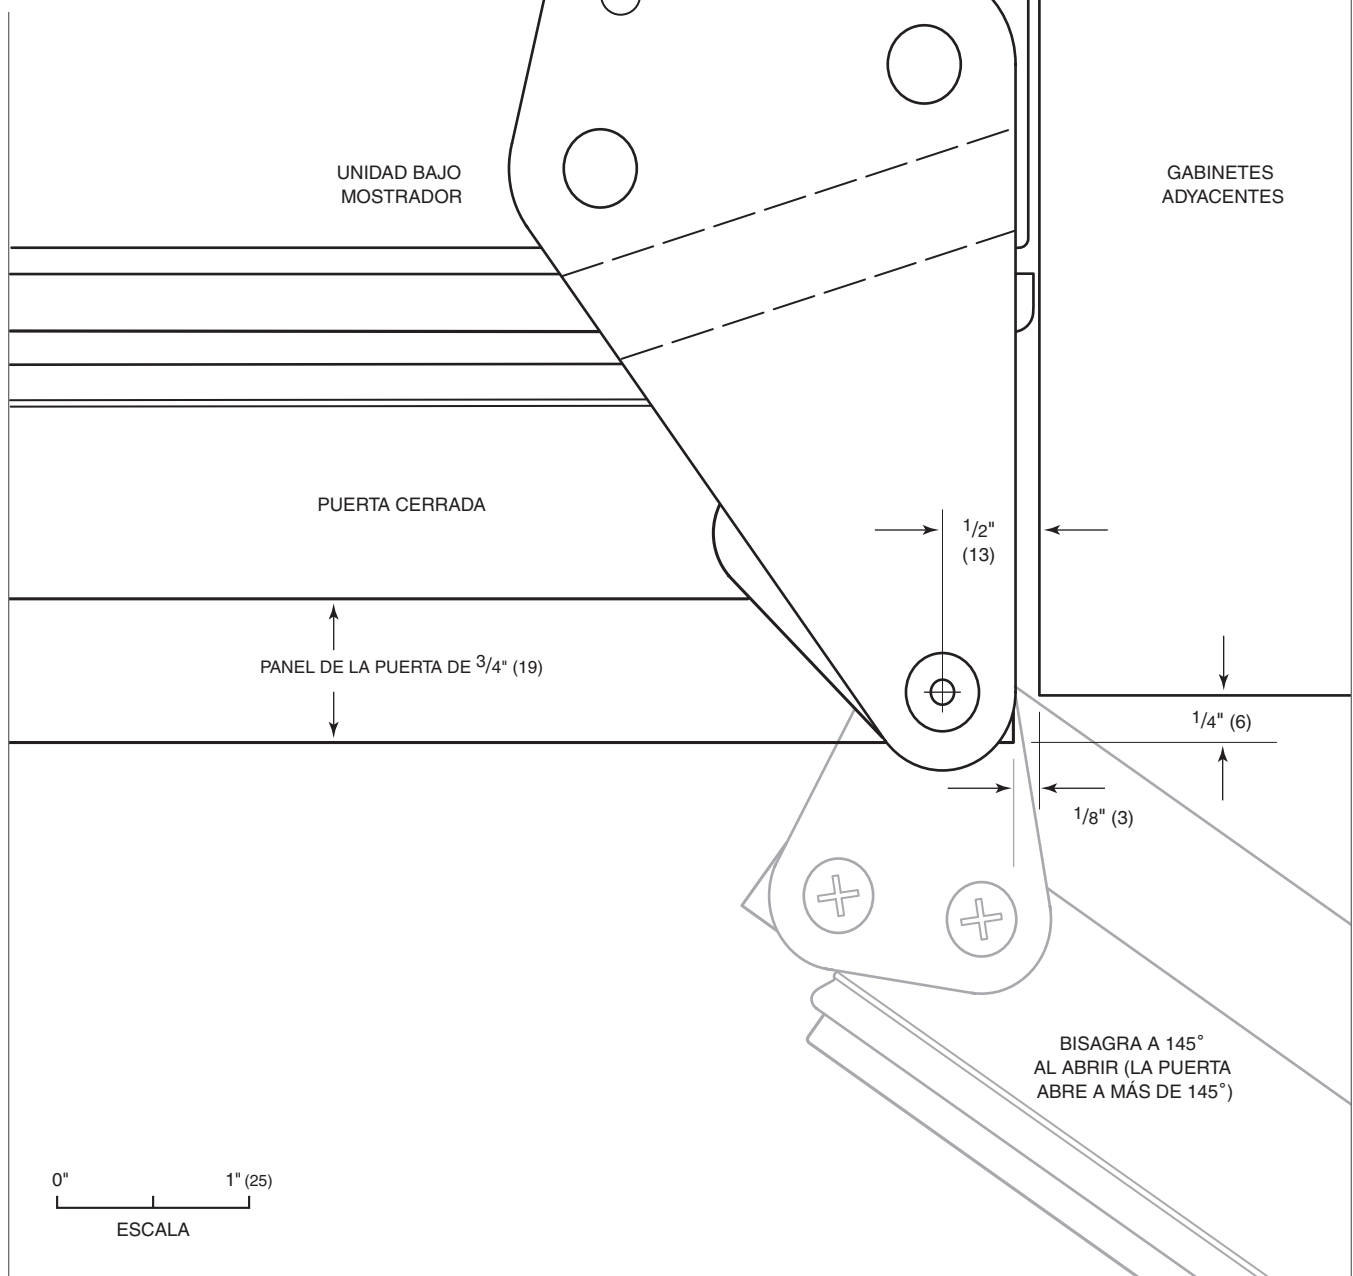 UNIDAD BAJO
MOSTRADOR
GABINETES
ADYACENTES
PUERTA CERRADA
1/2"
(13)
PANEL DE LA PUERTA DE 3/4" (19)
1/4" (6)
1/8" (3)
BISAGRA A 145°
AL ABRIR (LA PUERTA
ABRE A MÁS DE 145°)
0" 1" (25)
ESCALA